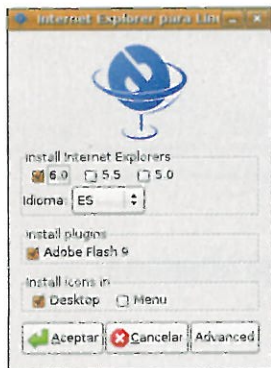 Internet Explorer para Lin
Install Internet Explorers
6.0 5.5 5.0
Idioma: ES
Install plugins
Adobe Flash 9
Install icons in
Desktop Menu
Aceptar Cancelar Advanced